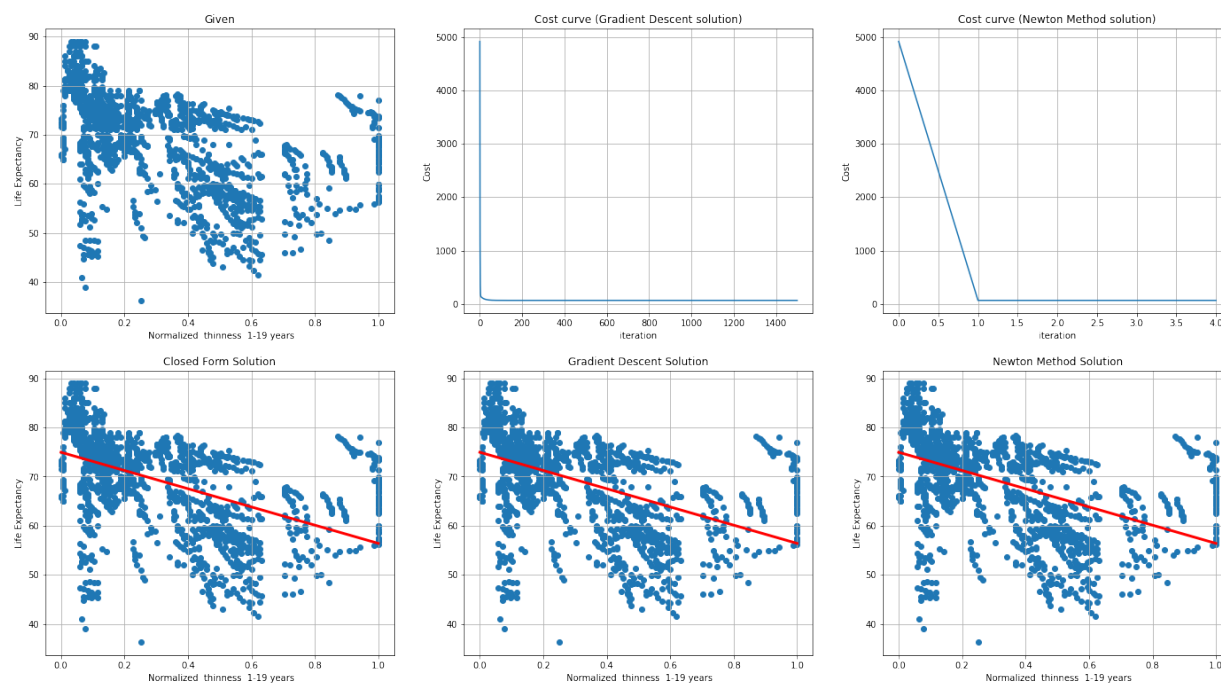 Given
Cost curve (Gradient Descent solution)
Cost curve (Newton Method solution)
90
80
70
60
50
40
Life Expectancy
0.0 0.2 0.4 0.6 0.8 1.0
Normalized thinness 1-19 years
5000
4000
3000
2000
1000
0
Cost
0 200 400 600 800 1000 1200 1400
iteration
5000
4000
3000
2000
1000
0
Cost
0.0 0.5 1.0 1.5 2.0 2.5 3.0 3.5 4.0
iteration
Closed Form Solution
Gradient Descent Solution
Newton Method Solution
90
80
70
60
50
40
Life Expectancy
0.0 0.2 0.4 0.6 0.8 1.0
Normalized thinness 1-19 years
90
80
70
60
50
40
Life Expectancy
0.0 0.2 0.4 0.6 0.8 1.0
Normalized thinness 1-19 years
90
80
70
60
50
40
Life Expectancy
0.0 0.2 0.4 0.6 0.8 1.0
Normalized thinness 1-19 years